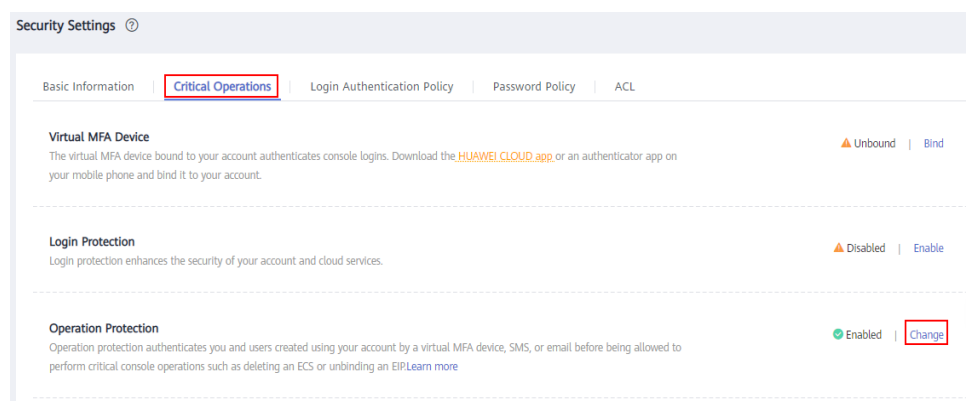 Security Settings ?
Basic Information | Critical Operations | Login Authentication Policy | Password Policy | ACL
Virtual MFA Device
The virtual MFA device bound to your account authenticates console logins. Download the HUAWEI CLOUD app or an authenticator app on
your mobile phone and bind it to your account.
Unbound | Bind
Login Protection
Login protection enhances the security of your account and cloud services.
Disabled | Enable
Operation Protection
Operation protection authenticates you and users created using your account by a virtual MFA device, SMS, or email before being allowed to
perform critical console operations such as deleting an ECS or unbinding an EIP.Learn more
Enabled | Change